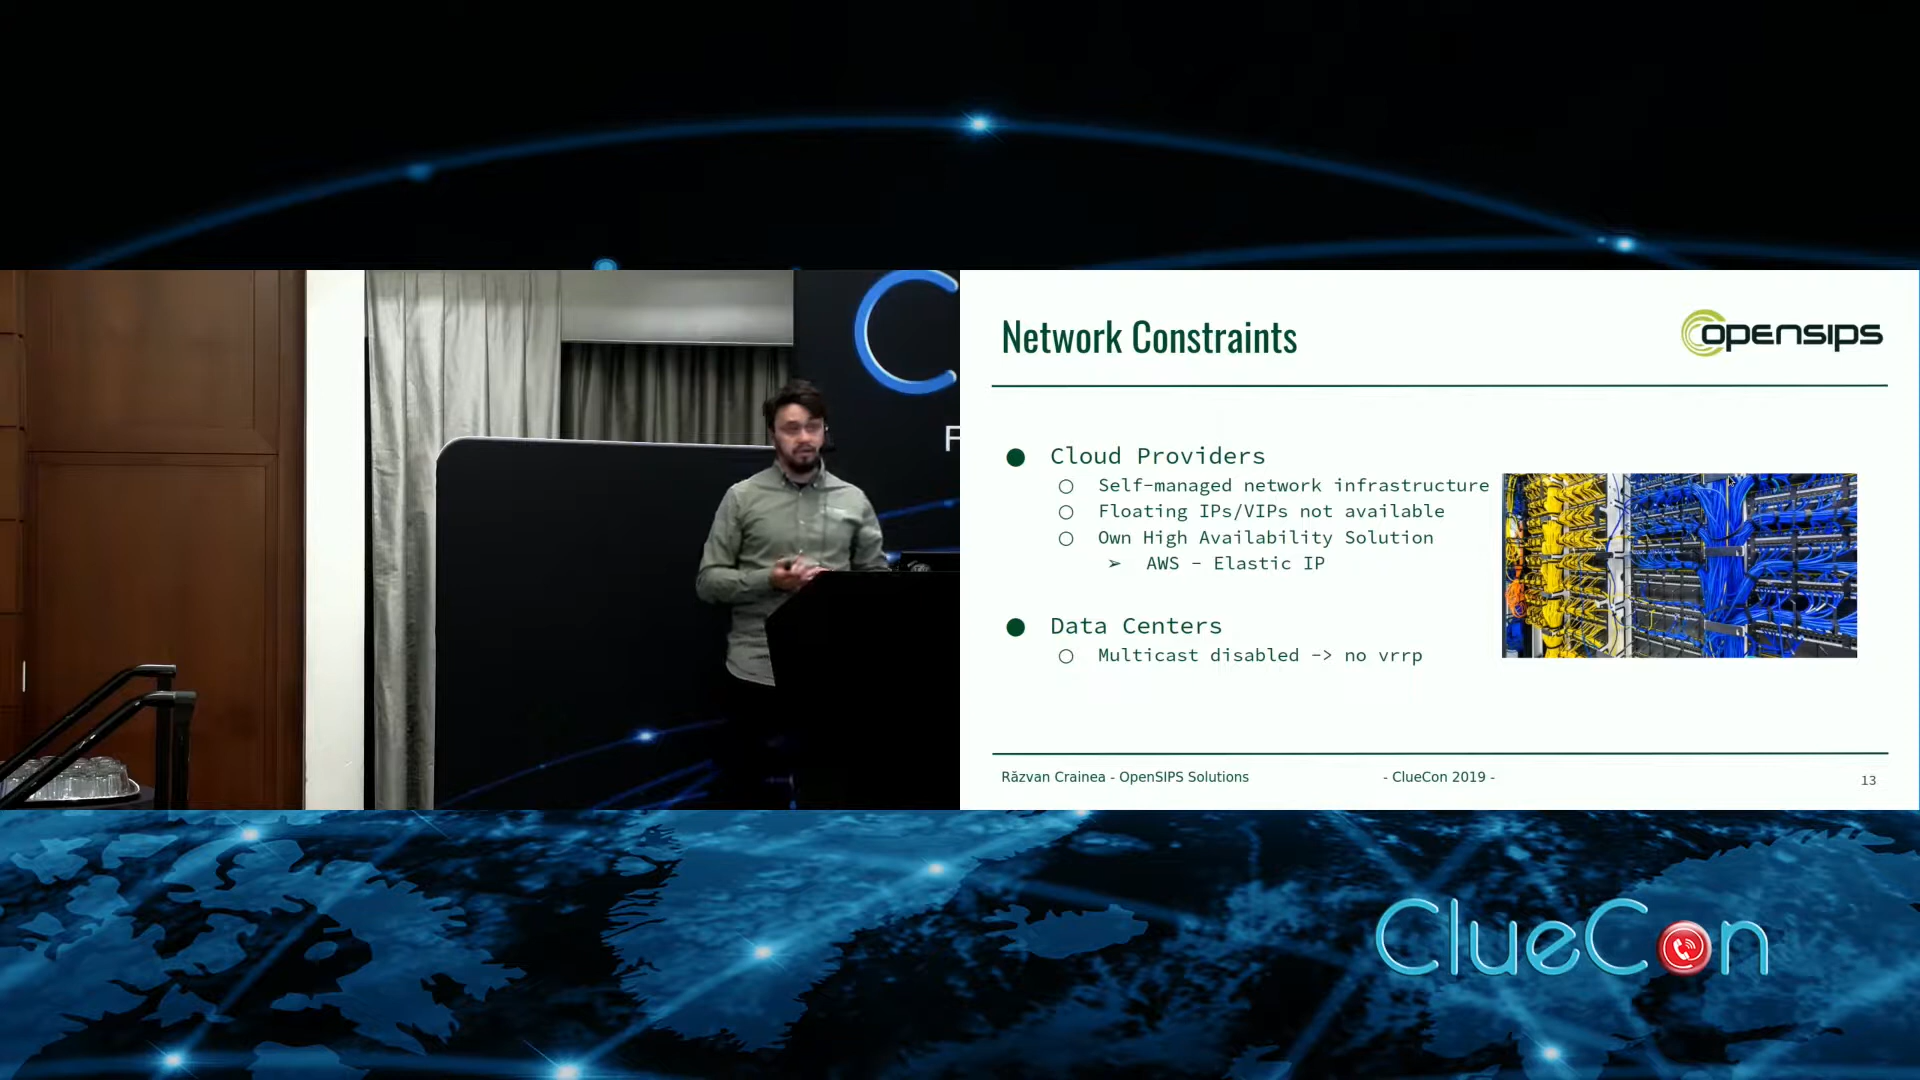 Network Constraints
opensips
● Cloud Providers
○ Self-managed network infrastructure
○ Floating IPs/VIPs not available
○ Own High Availability Solution
➢ AWS - Elastic IP
● Data Centers
○ Multicast disabled -> no vrrp
Răzvan Crainea - OpenSIPS Solutions
- ClueCon 2019 -
13
ClueCon